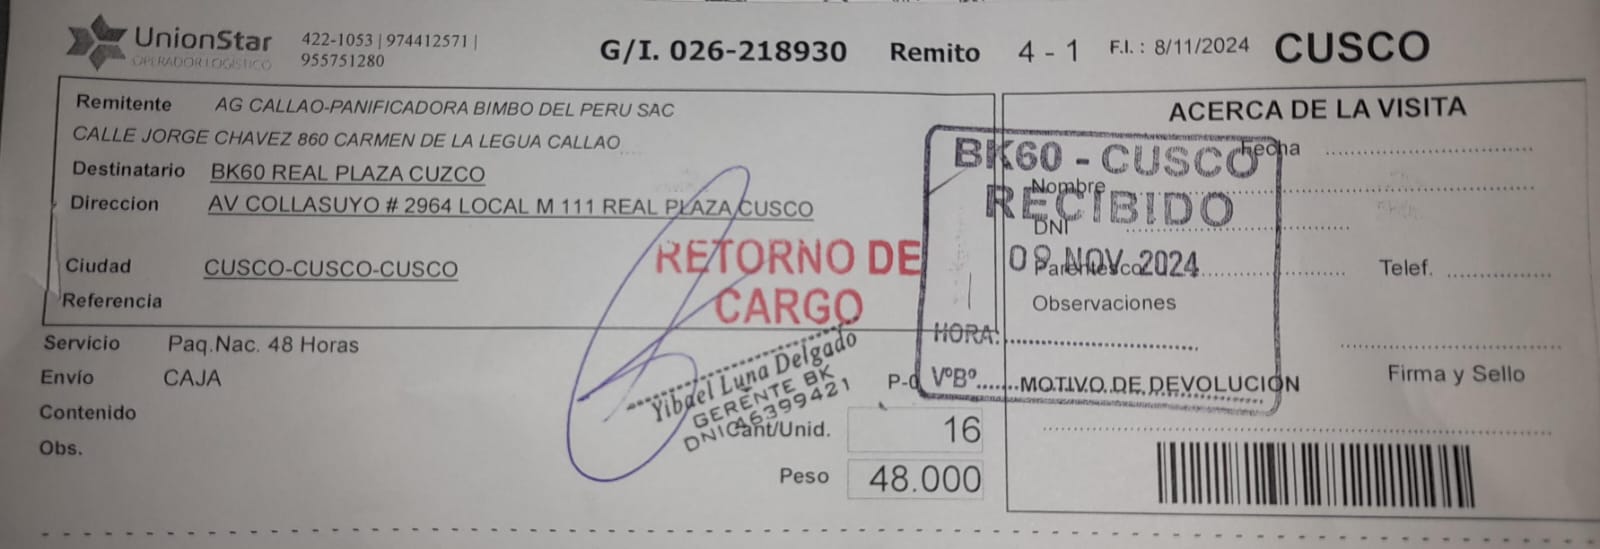 UnionStar
OPERADOR LOGÍSTICO
422-1053 | 974412571 |
955751280
G/I. 026-218930 Remito 4 - 1 F.I. : 8/11/2024 CUSCO
Remitente AG CALLAO-PANIFICADORA BIMBO DEL PERU SAC
CALLE JORGE CHAVEZ 860 CARMEN DE LA LEGUA CALLAO
Destinatario BK60 REAL PLAZA CUZCO
Direccion AV COLLASUYO # 2964 LOCAL M 111 REAL PLAZA CUSCO
Ciudad CUSCO-CUSCO-CUSCO
Referencia
RETORNO DE
CARGO
Servicio Paq.Nac. 48 Horas
Envío CAJA
Contenido
Obs.
Yibael Luna Delgado
GERENTE BK
DNI 46399421
Cant/Unid. 16
Peso 48.000
ACERCA DE LA VISITA
Fecha
Nombre
DNI
Parentesco Telef.
Observaciones
MOTIVO DE DEVOLUCION
Firma y Sello
BK60 - CUSCO
RECIBIDO
NOV 2024
HORA:
VºBº